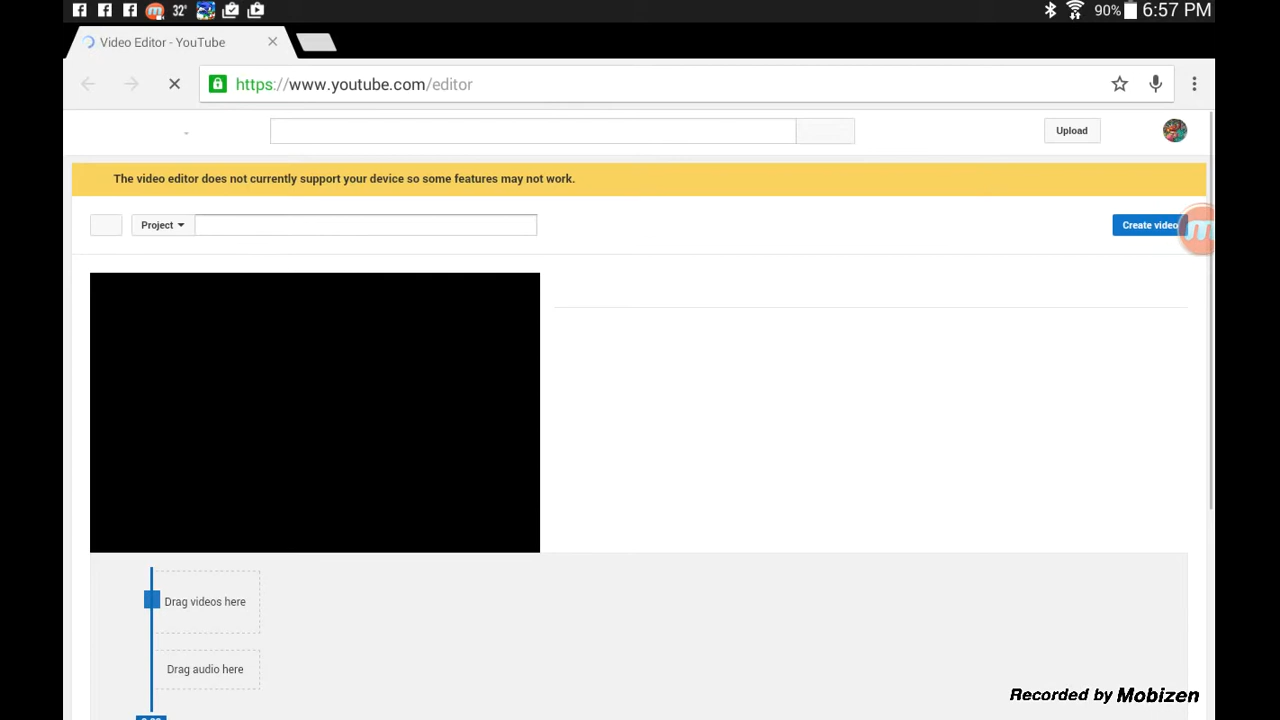 32° 90% 6:57 PM
Video Editor - YouTube
https://www.youtube.com/editor
Upload
The video editor does not currently support your device so some features may not work.
Project
Create video
Drag videos here
Drag audio here
Recorded by Mobizen